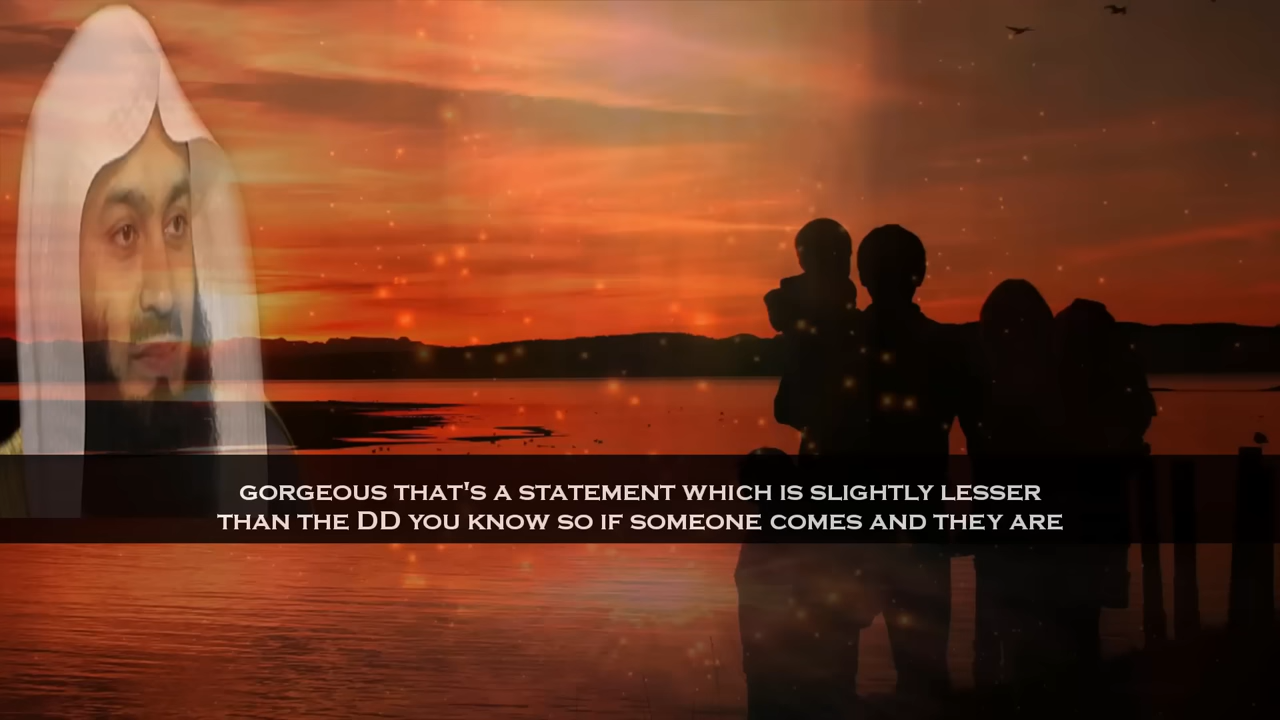 GORGEOUS THAT'S A STATEMENT WHICH IS SLIGHTLY LESSER
THAN THE DD YOU KNOW SO IF SOMEONE COMES AND THEY ARE